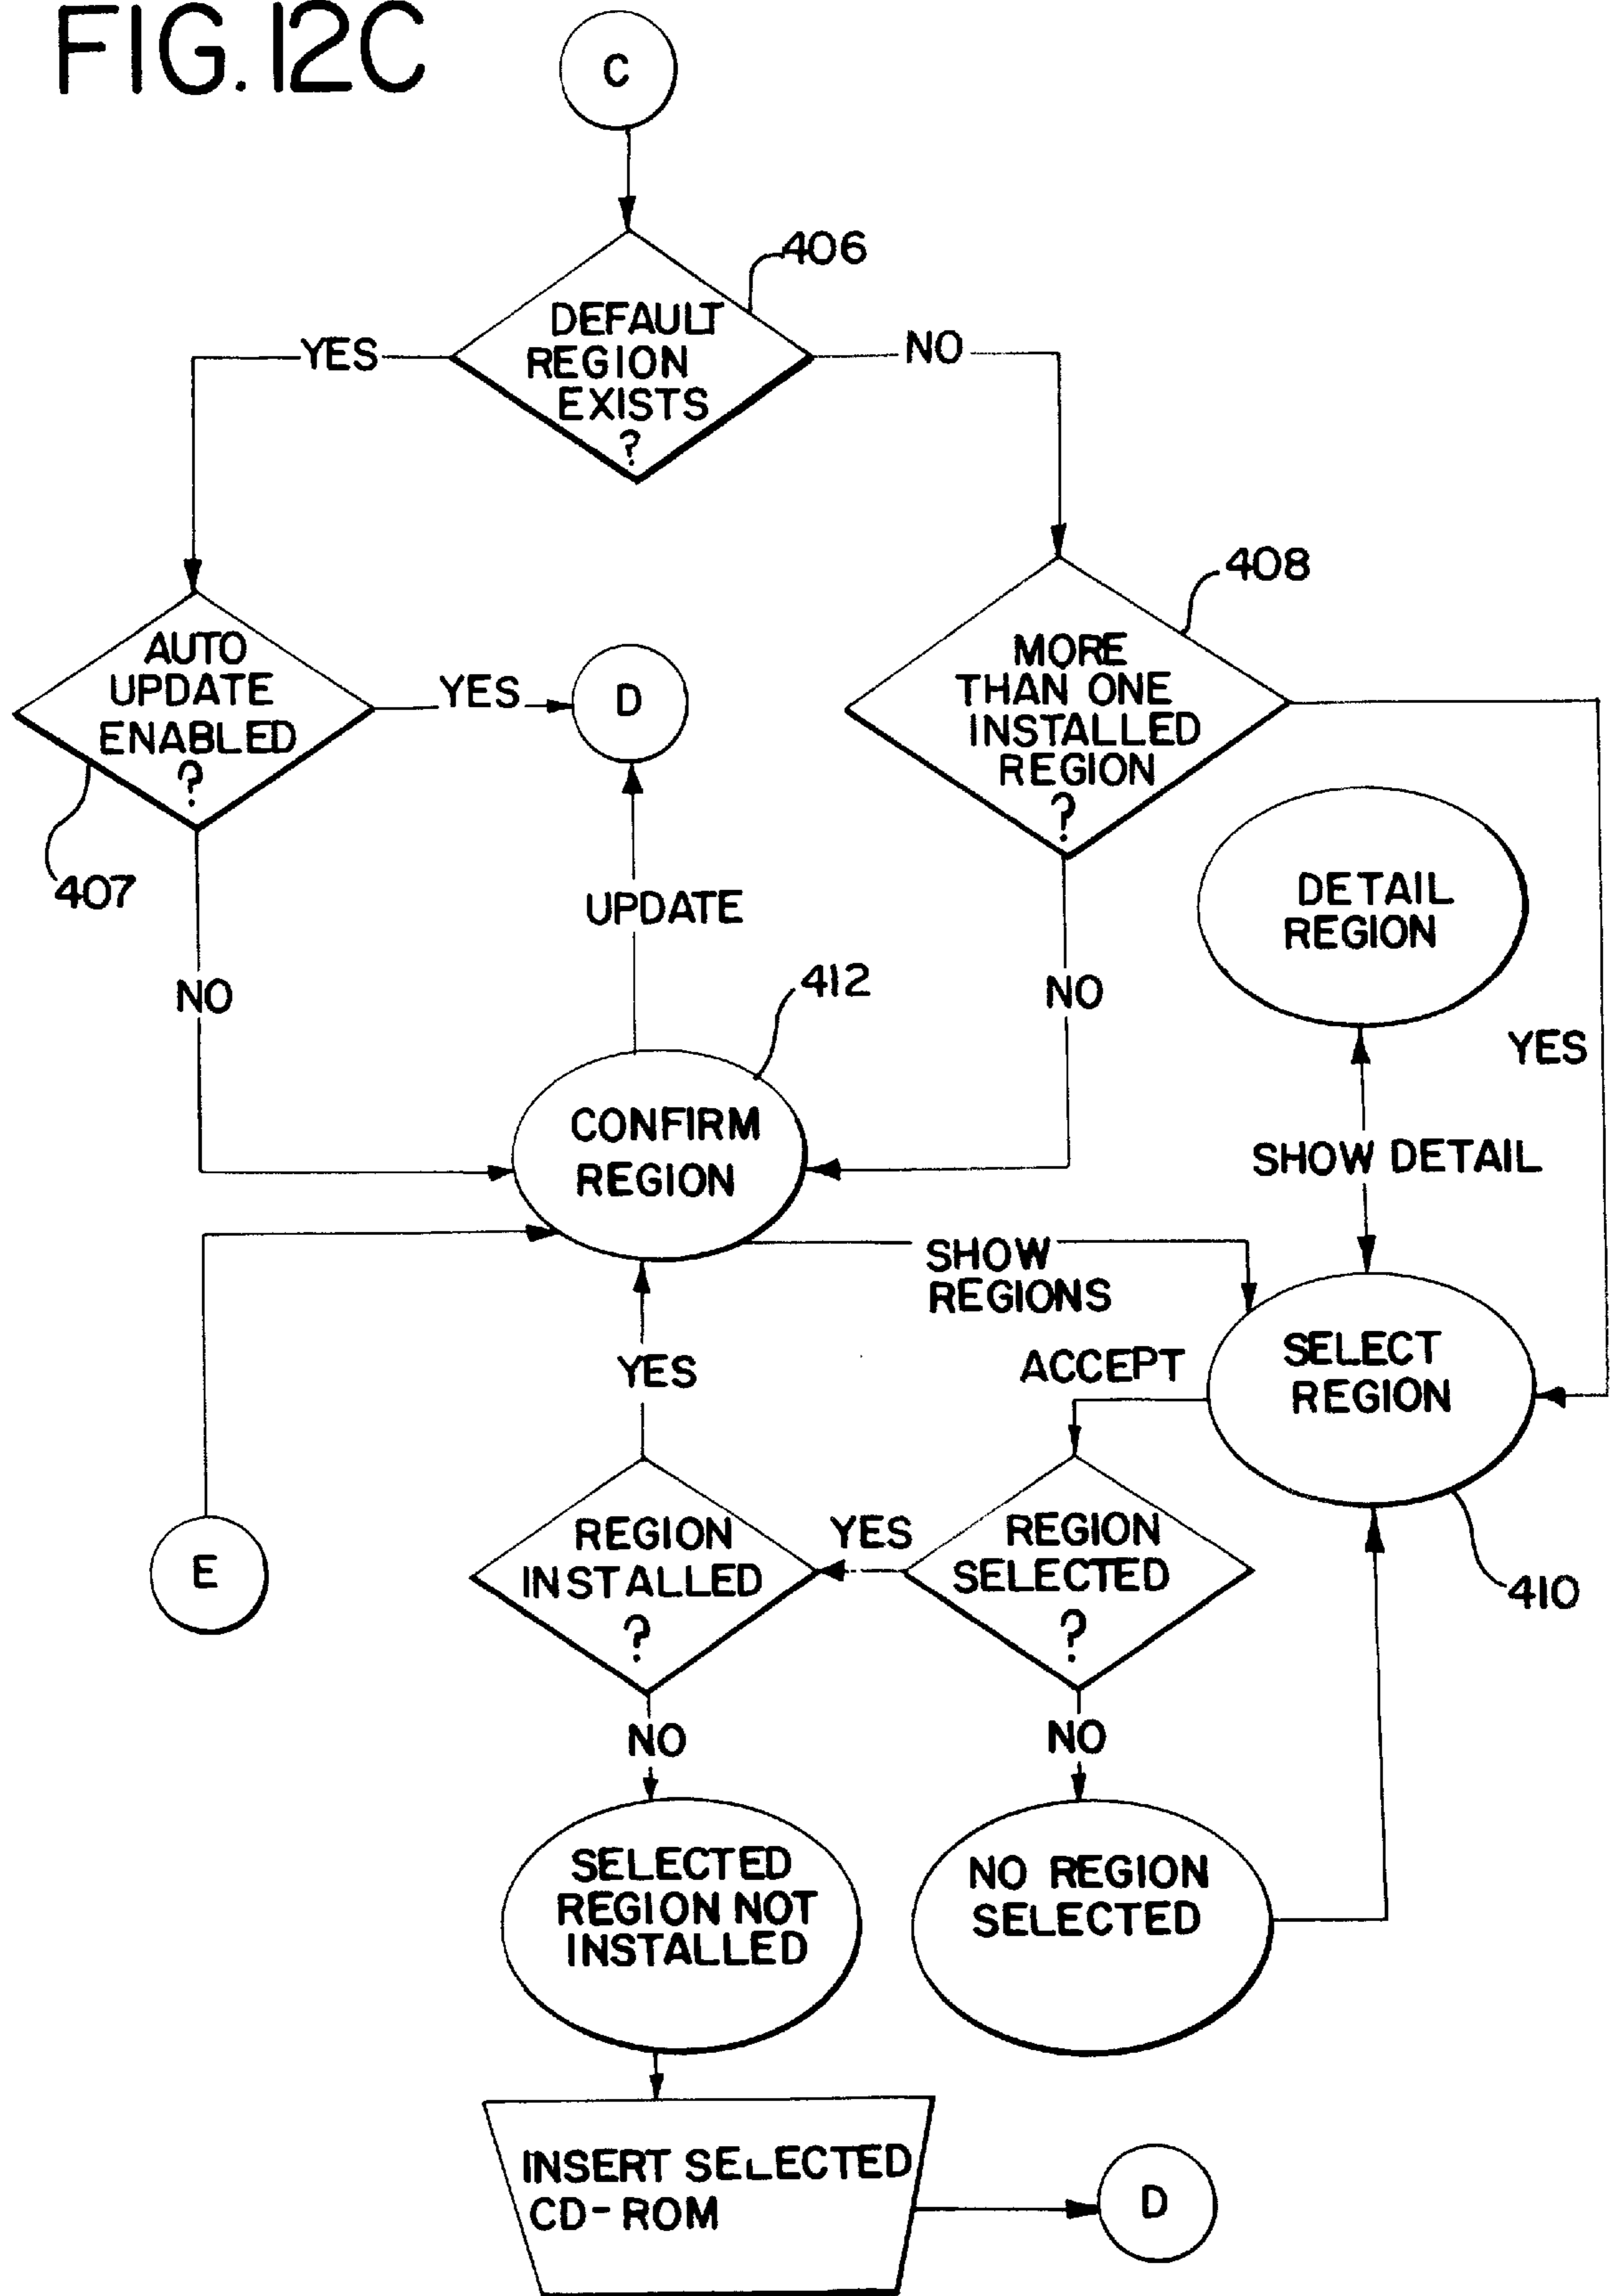 FIG. 12C
C
406
DEFAULT
REGION
EXISTS
?
YES
NO
408
AUTO
UPDATE
ENABLED
?
407
YES
D
MORE
THAN ONE
INSTALLED
REGION
?
DETAIL
REGION
UPDATE
NO
412
NO
YES
CONFIRM
REGION
SHOW DETAIL
SHOW
REGIONS
YES
ACCEPT
SELECT
REGION
410
E
REGION
INSTALLED
?
YES
REGION
SELECTED
?
NO
NO
SELECTED
REGION NOT
INSTALLED
NO REGION
SELECTED
INSERT SELECTED
CD-ROM
D